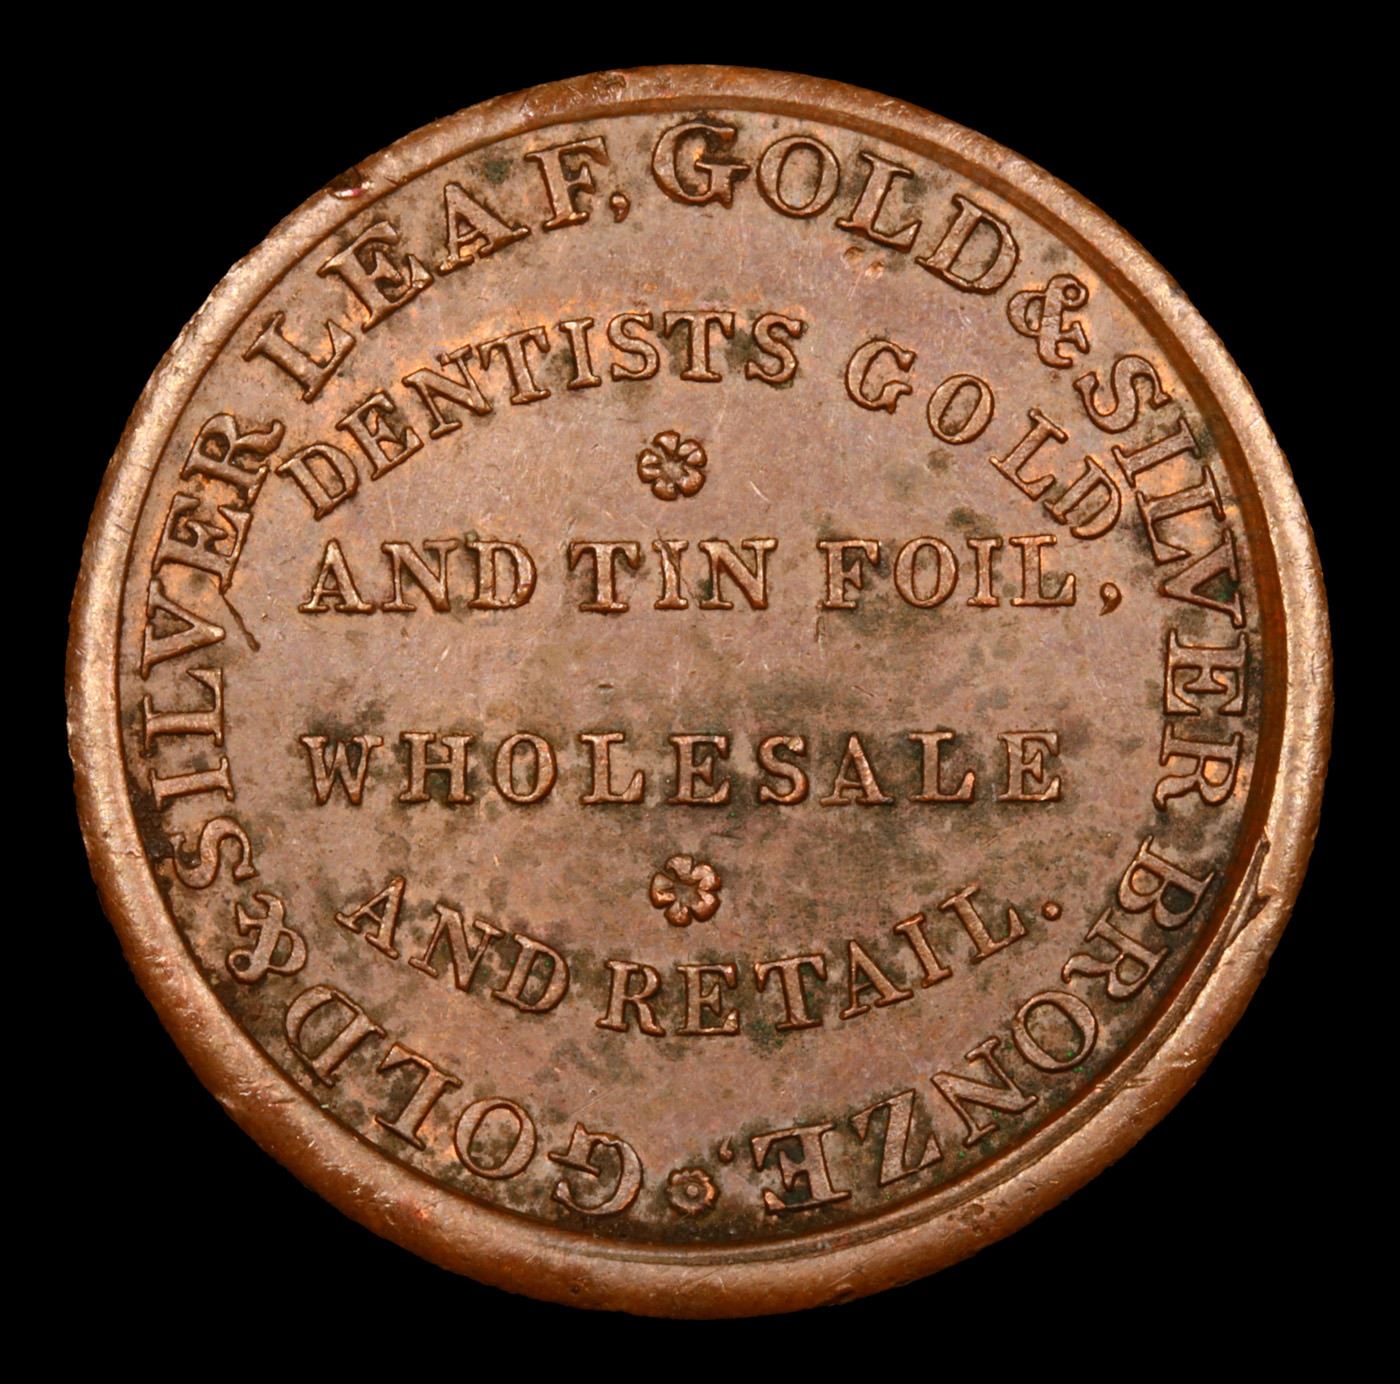 GOLD & SILVER LEAF, GOLD & SILVER BRONZE.
DENTISTS GOLD
AND TIN FOIL,
WHOLESALE
AND RETAIL.